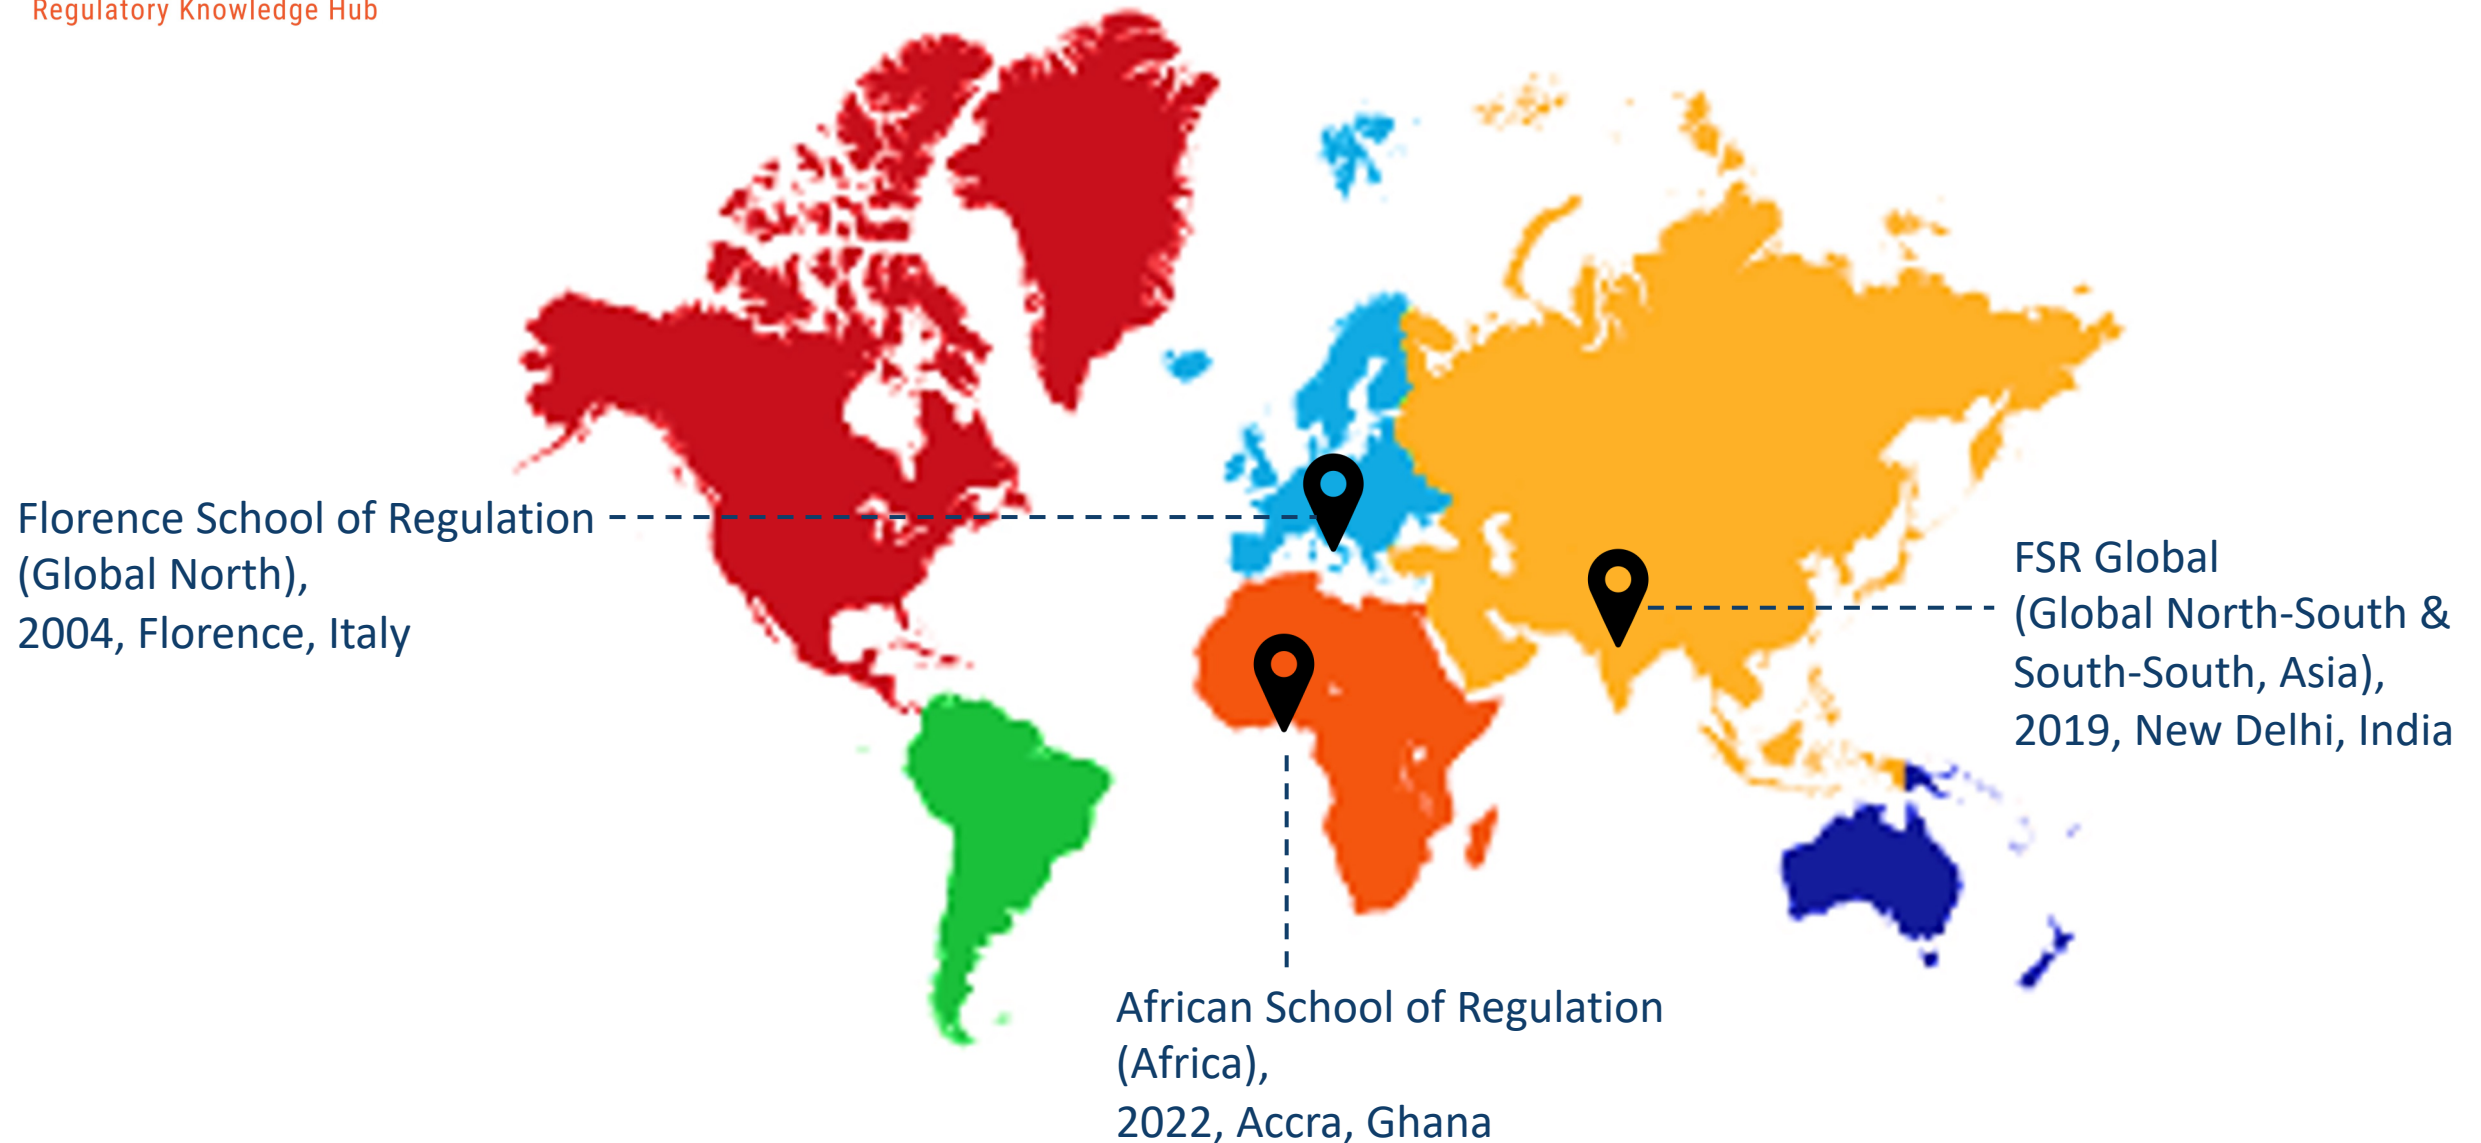 Regulatory Knowledge Hub
Florence School of Regulation
(Global North),
2004, Florence, Italy
FSR Global
(Global North-South &
South-South, Asia),
2019, New Delhi, India
African School of Regulation
(Africa),
2022, Accra, Ghana